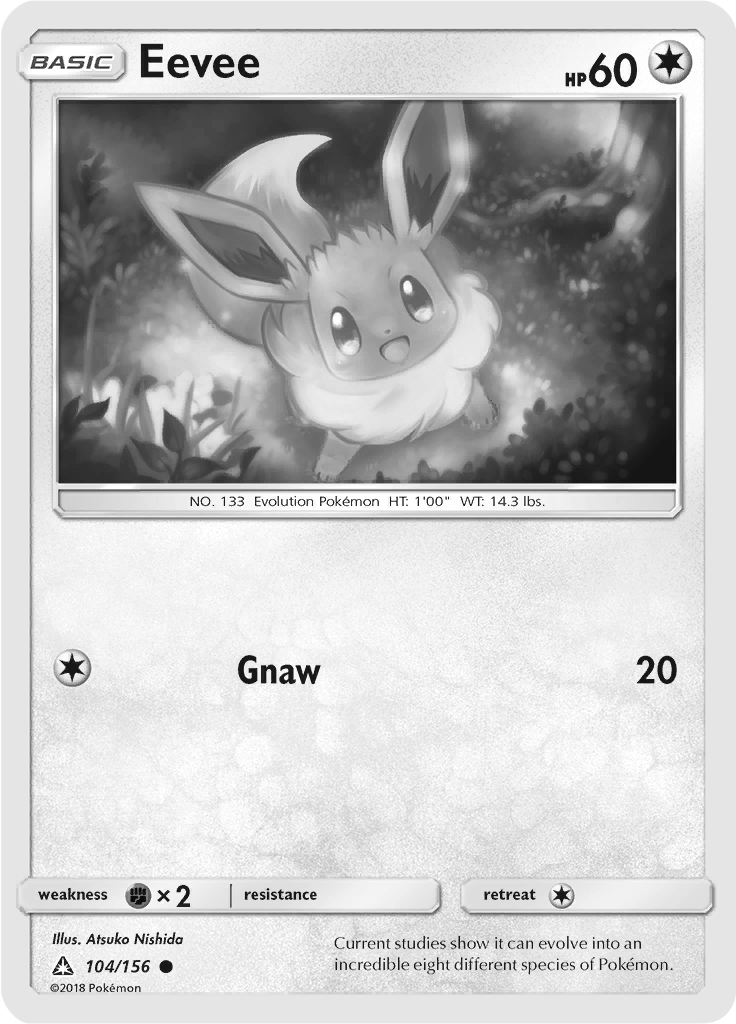 BASIC Eevee HP60
NO. 133 Evolution Pokémon HT: 1'00" WT: 14.3 lbs.
Gnaw 20
weakness × 2 resistance retreat
Illus. Atsuko Nishida
104/156
©2018 Pokémon
Current studies show it can evolve into an
incredible eight different species of Pokémon.